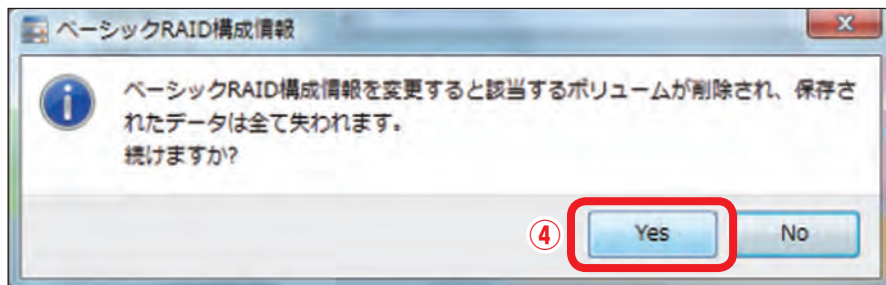 ベーシックRAID構成情報
ベーシックRAID構成情報を変更すると該当するボリュームが削除され、保存さ
れたデータは全て失われます。
続けますか?
④ Yes No